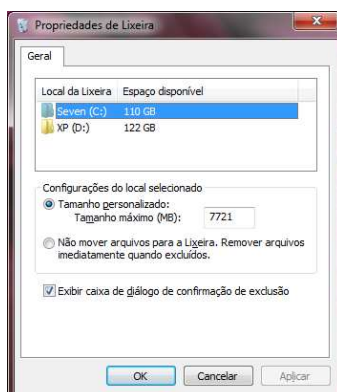 Propriedades de Lixeira
Geral
Local da Lixeira Espaço disponível
Seven (C:) 110 GB
XP (D:) 122 GB
Configurações do local selecionado
Tamanho personalizado:
Tamanho máximo (MB): 7721
Não mover arquivos para a Lixeira. Remover arquivos
imediatamente quando excluídos.
Exibir caixa de diálogo de confirmação de exclusão
OK Cancelar Aplicar